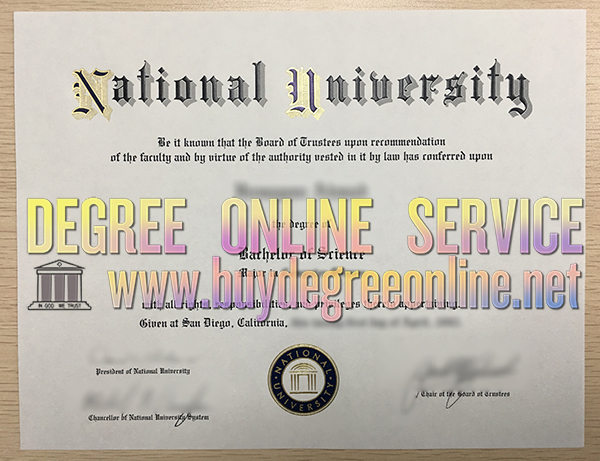 National University
Be it known that the Board of Trustees upon recommendation
of the faculty and by virtue of the authority vested in it by law has conferred upon
the degree of
DEGREE ONLINE SERVICE
Bachelor of Science
IN GOD WE TRUST
www.buydegreeonline.net
Given at San Diego, California,
NATIONAL UNIVERSITY
President of National University
Chair of the Board of Trustees
Chancellor of National University System